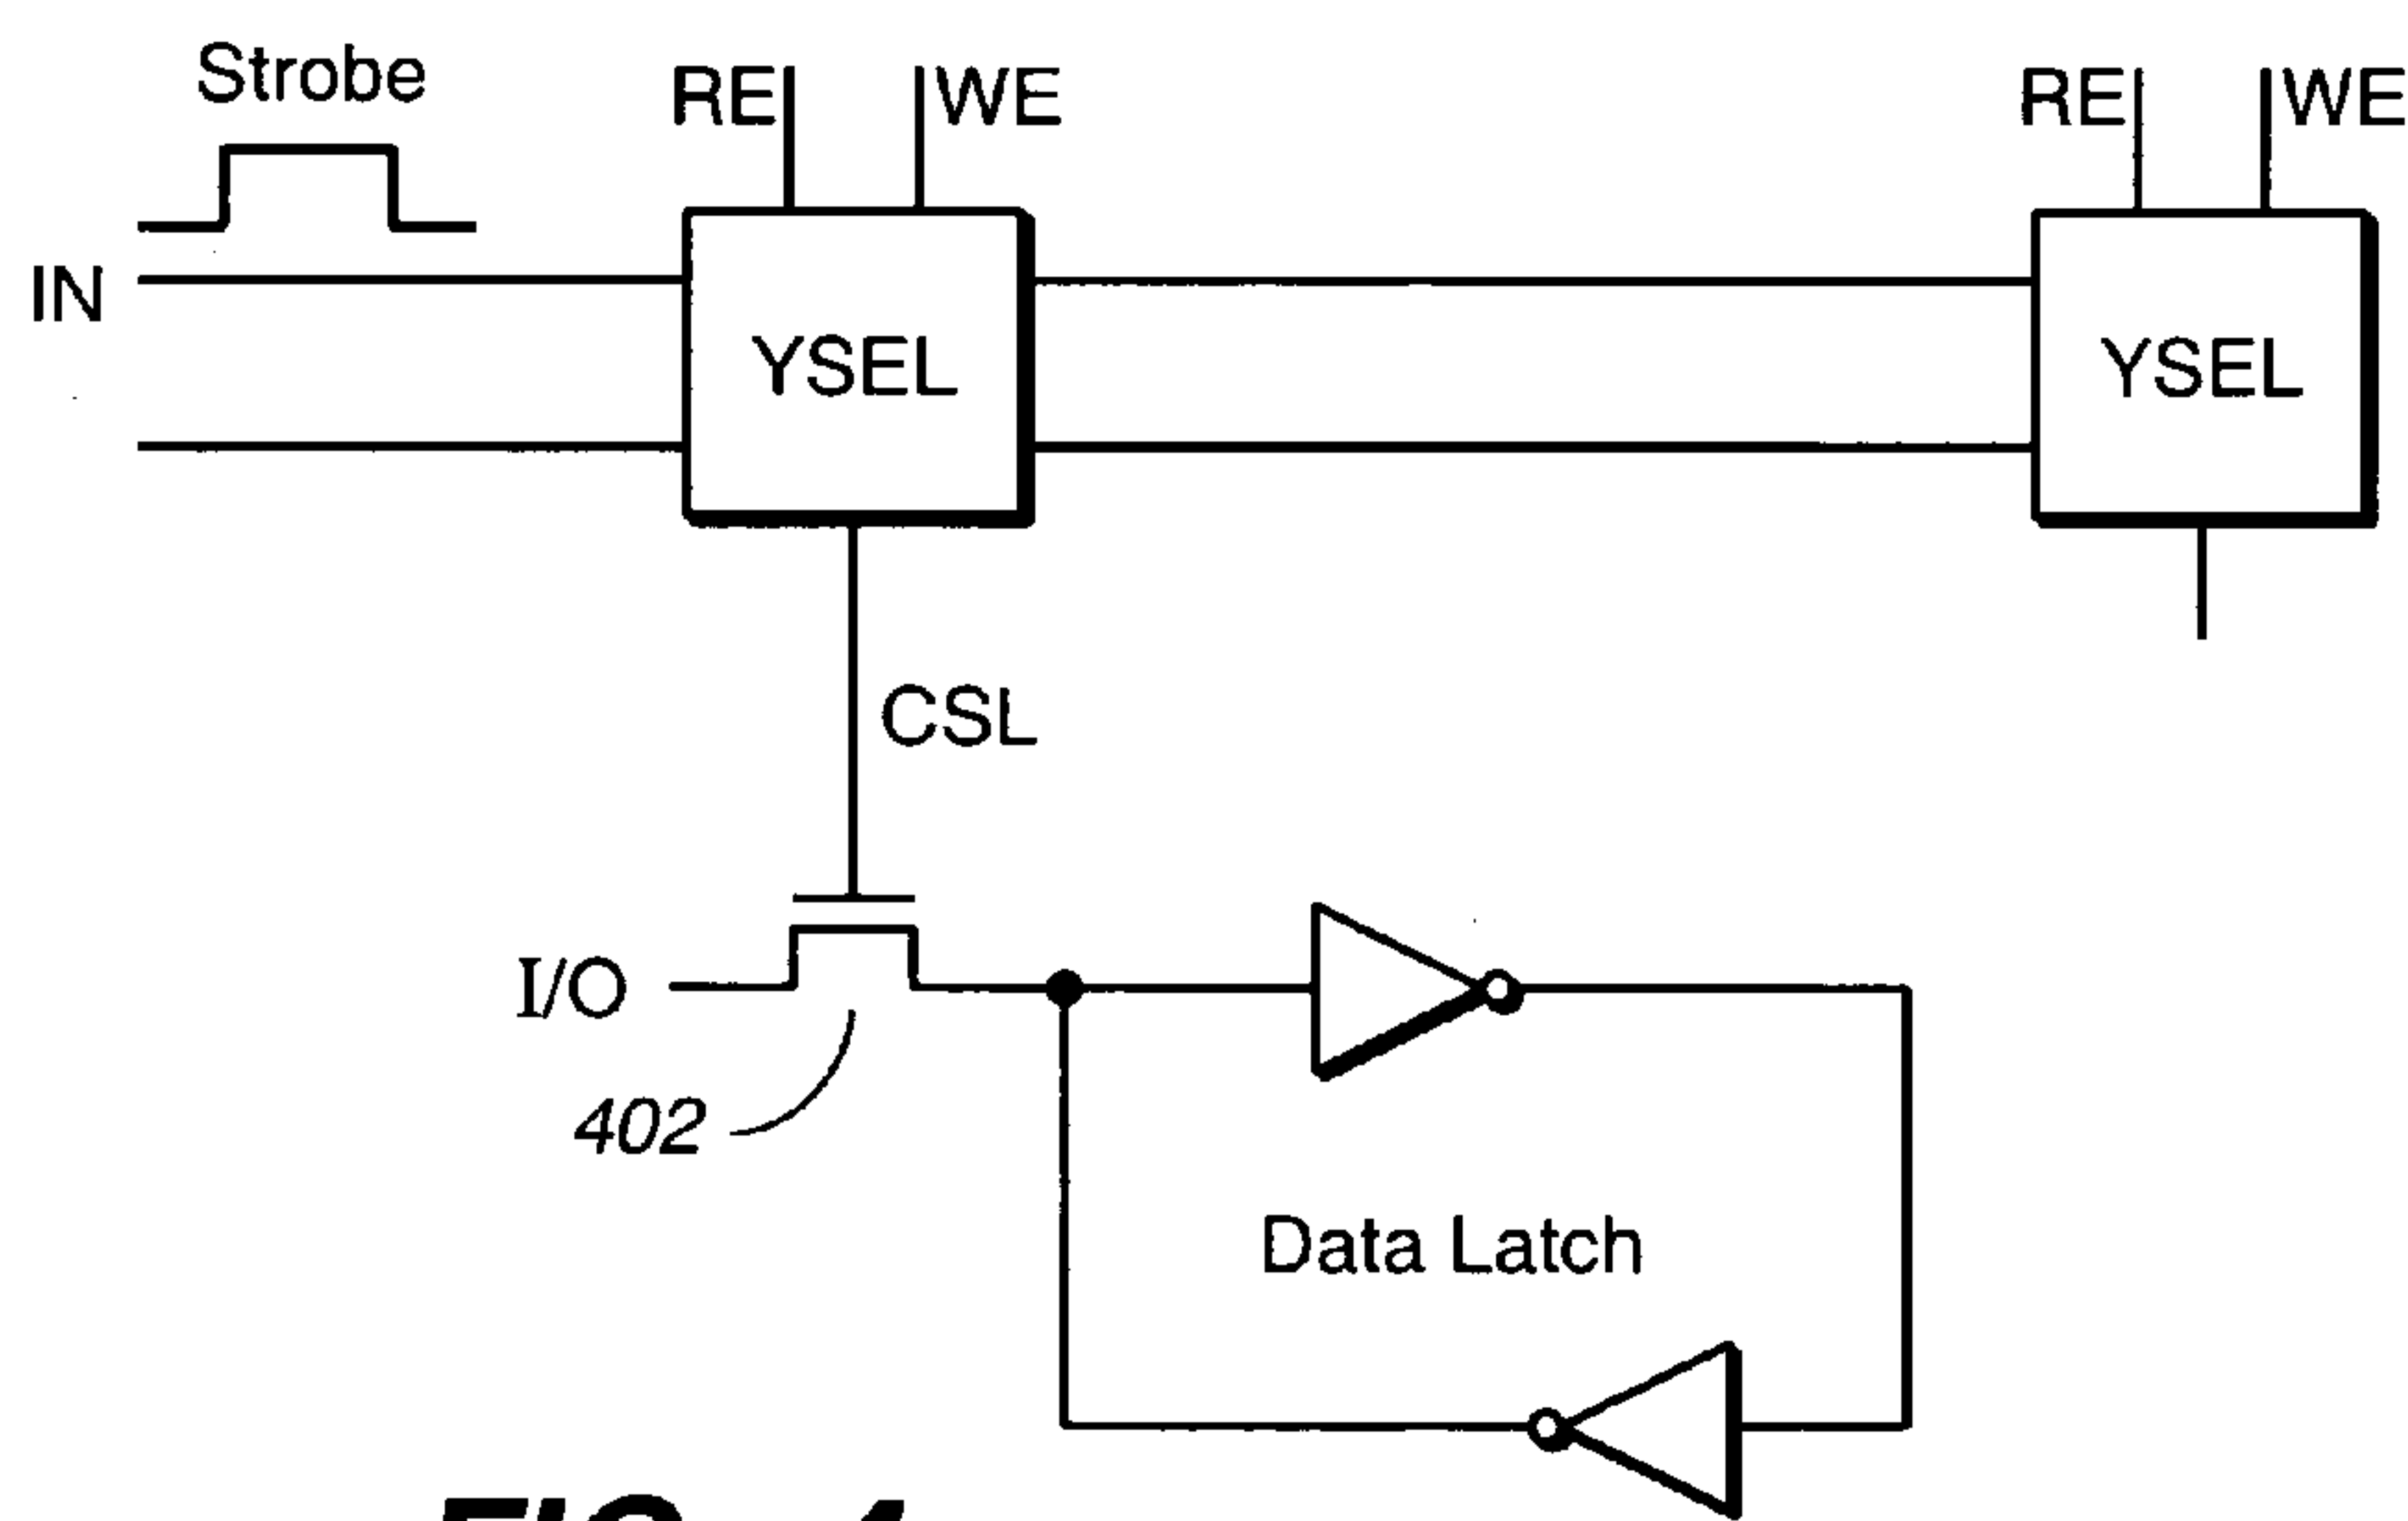 Strobe
RE WE RE WE
IN
YSEL YSEL
CSL
I/O
402
Data Latch